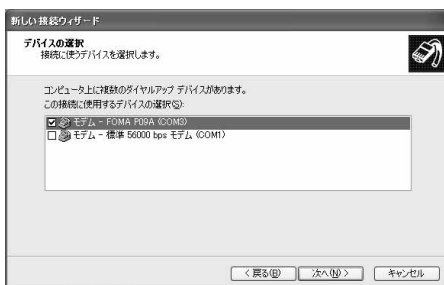 新しい接続ウィザード
デバイスの選択
接続に使うデバイスを選択します。
コンピュータ上に複数のダイヤルアップ デバイスがあります。
この接続に使用するデバイスの選択(S):
モデム - FOMA P09A (COM3)
モデム - 標準 56000 bps モデム (COM1)
< 戻る(B)
次へ(N) >
キャンセル